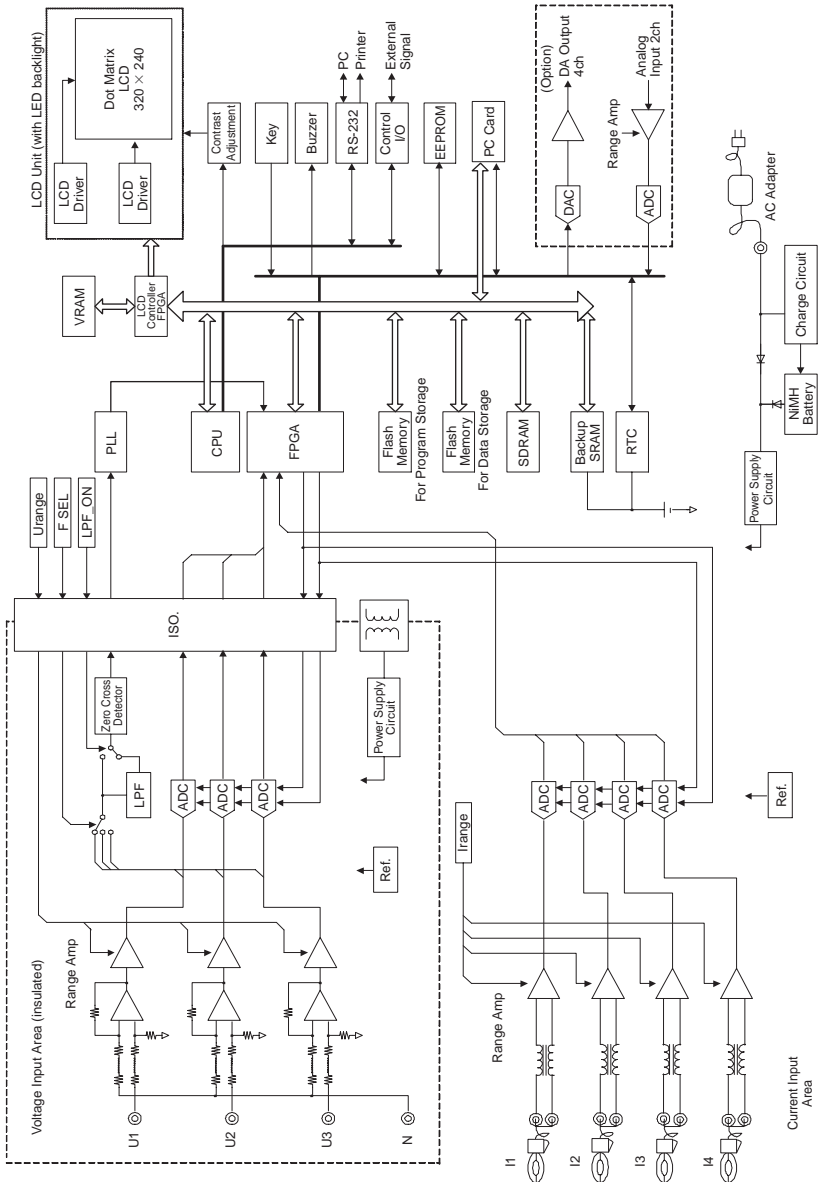 LCD Unit (with LED backlight)
LCD
Driver
LCD
Driver
Dot Matrix
LCD
320 × 240
VRAM
LCD
Controller
FPGA
Contrast
Adjustment
Key
Buzzer
RS-232
PC
Printer
Control
I/O
External
Signal
EEPROM
PC Card
(Option)
DA Output
4ch
DAC
Range Amp
Analog
Input 2ch
ADC
Urange
F SEL
LPF_ON
PLL
CPU
FPGA
Flash
Memory
For Program Storage
Flash
Memory
For Data Storage
SDRAM
Backup
SRAM
RTC
AC Adapter
Charge Circuit
NiMH
Battery
Power Supply
Circuit
Voltage Input Area (insulated)
Range Amp
U1
U2
U3
N
ISO.
Zero Cross
Detector
LPF
ADC
ADC
ADC
Power Supply
Circuit
Ref.
Irange
Range Amp
I1
I2
I3
I4
ADC
ADC
ADC
ADC
Ref.
Current Input
Area